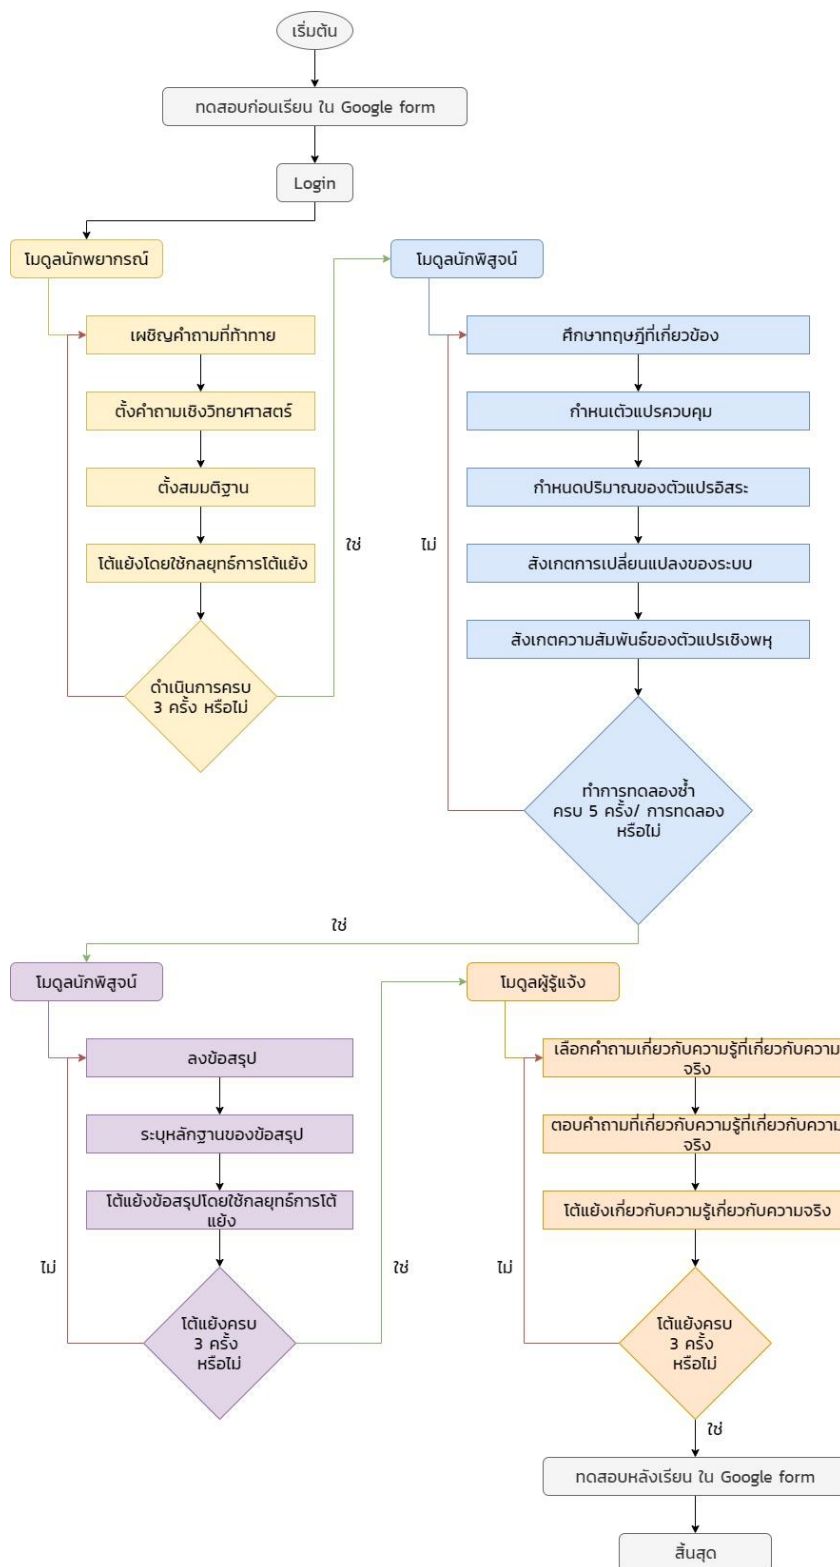 เริ่มต้น
ทดสอบก่อนเรียน ใน Google form
Login
โมดูลนักพยากรณ์
เผชิญคำถามที่ท้าทาย
ตั้งคำถามเชิงวิทยาศาสตร์
ตั้งสมมติฐาน
โต้แย้งโดยใช้กลยุทธ์การโต้แย้ง
ดำเนินการครบ
3 ครั้ง หรือไม่
ใช่
โมดูลนักพิสูจน์
ศึกษาทฤษฎีที่เกี่ยวข้อง
กำหนเตัวแปรควบคุม
กำหนดปริมาณของตัวแปรอิสระ
สังเกตการเปลี่ยนแปลงของระบบ
สังเกตความสัมพันธ์ของตัวแปรเชิงพหุ
ไม่
ทำการทดลองซ้ำ
ครบ 5 ครั้ง/ การทดลอง
หรือไม่
ใช่
โมดูลนักพิสูจน์
ลงข้อสรุป
ระบุหลักฐานของข้อสรุป
โต้แย้งข้อสรุปโดยใช้กลยุทธ์การโต้
แย้ง
ไม่
โต้แย้งครบ
3 ครั้ง
หรือไม่
ใช่
โมดูลผู้รู้แจ้ง
เลือกคำถามเกี่ยวกับความรู้ที่เกี่ยวกับความ
จริง
ตอบคำถามที่เกี่ยวกับความรู้ที่เกี่ยวกับความ
จริง
โต้แย้งเกี่ยวกับความรู้เกี่ยวกับความจริง
ไม่
โต้แย้งครบ
3 ครั้ง
หรือไม่
ใช่
ทดสอบหลังเรียน ใน Google form
สิ้นสุด